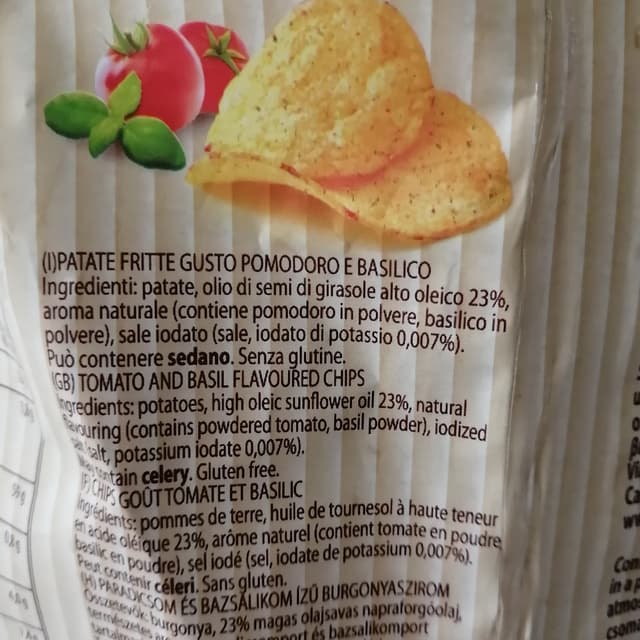 (I)PATATE FRITTE GUSTO POMODORO E BASILICO
Ingredienti: patate, olio di semi di girasole alto oleico 23%,
aroma naturale (contiene pomodoro in polvere, basilico in
polvere), sale iodato (sale, iodato di potassio 0,007%).
Può contenere sedano. Senza glutine.
(GB) TOMATO AND BASIL FLAVOURED CHIPS
Ingredients: potatoes, high oleic sunflower oil 23%, natural
flavouring (contains powdered tomato, basil powder), iodized
salt, potassium iodate 0,007%).
May contain celery. Gluten free.
(F) CHIPS GOÛT TOMATE ET BASILIC
Ingrédients: pommes de terre, huile de tournesol à haute teneur
en acide oléique 23%, arôme naturel (contient tomate en poudre,
basilic en poudre), sel iodé (sel, iodate de potassium 0,007%).
Peut contenir céleri. Sans gluten.
(H) PARADICSOM ÉS BAZSALIKOM ÍZŰ BURGONYASZIROM
Összetevők: burgonya, 23% magas olajsavas napraforgóolaj,
természetes és bazsalikomport